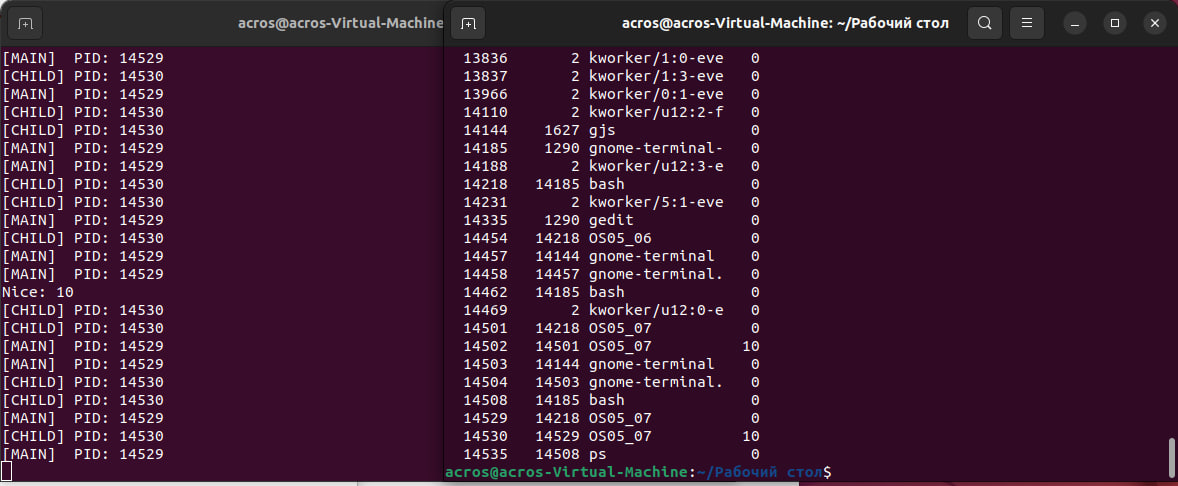 acros@acros-Virtual-Machine
[MAIN]  PID: 14529
[CHILD] PID: 14530
[MAIN]  PID: 14529
[CHILD] PID: 14530
[CHILD] PID: 14530
[MAIN]  PID: 14529
[MAIN]  PID: 14529
[CHILD] PID: 14530
[CHILD] PID: 14530
[MAIN]  PID: 14529
[CHILD] PID: 14530
[MAIN]  PID: 14529
[MAIN]  PID: 14529
Nice: 10
[CHILD] PID: 14530
[CHILD] PID: 14530
[MAIN]  PID: 14529
[MAIN]  PID: 14529
[CHILD] PID: 14530
[CHILD] PID: 14530
[MAIN]  PID: 14529
[CHILD] PID: 14530
[MAIN]  PID: 14529
acros@acros-Virtual-Machine: ~/Рабочий стол
13836       2 kworker/1:0-eve   0
13837       2 kworker/1:3-eve   0
13966       2 kworker/0:1-eve   0
14110       2 kworker/u12:2-f   0
14144    1627 gjs               0
14185    1290 gnome-terminal-   0
14188       2 kworker/u12:3-e   0
14218   14185 bash              0
14231       2 kworker/5:1-eve   0
14335    1290 gedit             0
14454   14218 OS05_06           0
14457   14144 gnome-terminal    0
14458   14457 gnome-terminal.   0
14462   14185 bash              0
14469       2 kworker/u12:0-e   0
14501   14218 OS05_07           0
14502   14501 OS05_07          10
14503   14144 gnome-terminal    0
14504   14503 gnome-terminal.   0
14508   14185 bash              0
14529   14218 OS05_07           0
14530   14529 OS05_07          10
14535   14508 ps                0
acros@acros-Virtual-Machine:~/Рабочий стол$